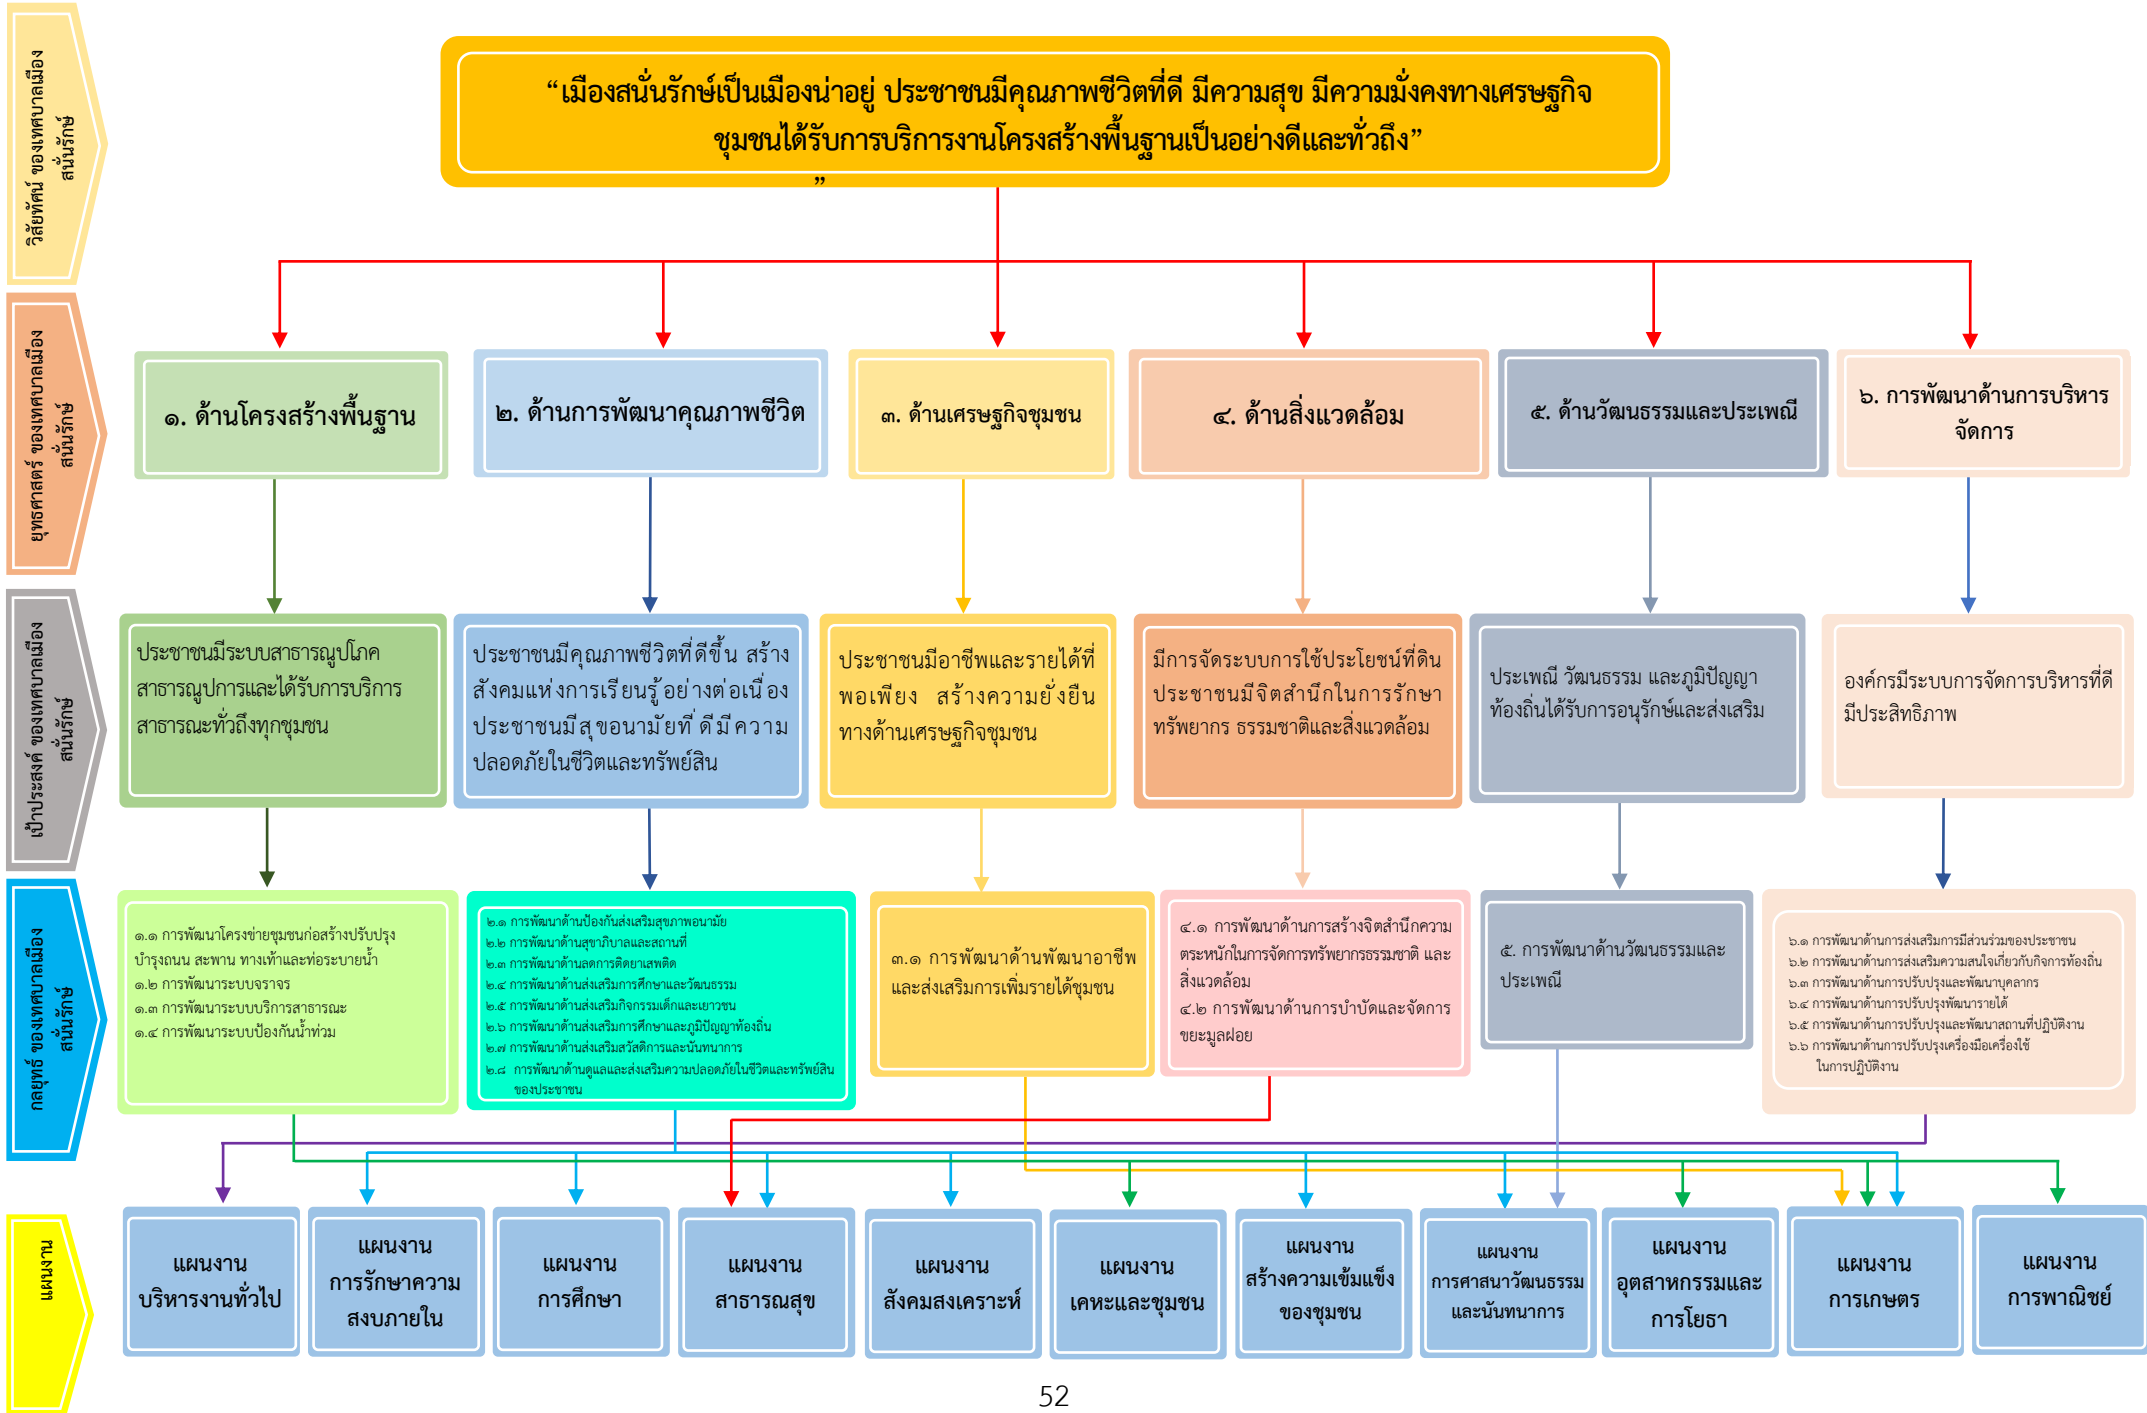 วิสัยทัศน์ ของเทศบาลเมือง
สนั่นรักษ์
“เมืองสนั่นรักษ์เป็นเมืองน่าอยู่ ประชาชนมีคุณภาพชีวิตที่ดี มีความสุข มีความมั่งคงทางเศรษฐกิจ
ชุมชนได้รับการบริการงานโครงสร้างพื้นฐานเป็นอย่างดีและทั่วถึง”
”
ยุทธศาสตร์ ของเทศบาลเมือง
สนั่นรักษ์
๑. ด้านโครงสร้างพื้นฐาน
๒. ด้านการพัฒนาคุณภาพชีวิต
๓. ด้านเศรษฐกิจชุมชน
๔. ด้านสิ่งแวดล้อม
๕. ด้านวัฒนธรรมและประเพณี
๖. การพัฒนาด้านการบริหาร
จัดการ
เป้าประสงค์ ของเทศบาลเมือง
สนั่นรักษ์
ประชาชนมีระบบสาธารณูปโภค
สาธารณูปการและได้รับการบริการ
สาธารณะทั่วถึงทุกชุมชน
ประชาชนมีคุณภาพชีวิตที่ดีขึ้น สร้าง
สังคมแห่งการเรียนรู้อย่างต่อเนื่อง
ประชาชนมีสุขอนามัยที่ดีมีความ
ปลอดภัยในชีวิตและทรัพย์สิน
ประชาชนมีอาชีพและรายได้ที่
พอเพียง สร้างความยั่งยืน
ทางด้านเศรษฐกิจชุมชน
มีการจัดระบบการใช้ประโยชน์ที่ดิน
ประชาชนมีจิตสำนึกในการรักษา
ทรัพยากร ธรรมชาติและสิ่งแวดล้อม
ประเพณี วัฒนธรรม และภูมิปัญญา
ท้องถิ่นได้รับการอนุรักษ์และส่งเสริม
องค์กรมีระบบการจัดการบริหารที่ดี
มีประสิทธิภาพ
กลยุทธ์ ของเทศบาลเมือง
สนั่นรักษ์
๑.๑ การพัฒนาโครงข่ายชุมชนก่อสร้างปรับปรุง
บำรุงถนน สะพาน ทางเท้าและท่อระบายน้ำ
๑.๒ การพัฒนาระบบจราจร
๑.๓ การพัฒนาระบบบริการสาธารณะ
๑.๔ การพัฒนาระบบป้องกันน้ำท่วม
๒.๑ การพัฒนาด้านป้องกันส่งเสริมสุขภาพอนามัย
๒.๒ การพัฒนาด้านสุขาภิบาลและสถานที่
๒.๓ การพัฒนาด้านลดการติดยาเสพติด
๒.๔ การพัฒนาด้านส่งเสริมการศึกษาและวัฒนธรรม
๒.๕ การพัฒนาด้านส่งเสริมกิจกรรมเด็กและเยาวชน
๒.๖ การพัฒนาด้านส่งเสริมการศึกษาและภูมิปัญญาท้องถิ่น
๒.๗ การพัฒนาด้านส่งเสริมสวัสดิการและนันทนาการ
๒.๘ การพัฒนาด้านดูแลและส่งเสริมความปลอดภัยในชีวิตและทรัพย์สิน
ของประชาชน
๓.๑ การพัฒนาด้านพัฒนาอาชีพ
และส่งเสริมการเพิ่มรายได้ชุมชน
๔.๑ การพัฒนาด้านการสร้างจิตสำนึกความ
ตระหนักในการจัดการทรัพยากรธรรมชาติ และ
สิ่งแวดล้อม
๔.๒ การพัฒนาด้านการบำบัดและจัดการ
ขยะมูลฝอย
๕. การพัฒนาด้านวัฒนธรรมและ
ประเพณี
๖.๑ การพัฒนาด้านการส่งเสริมการมีส่วนร่วมของประชาชน
๖.๒ การพัฒนาด้านการส่งเสริมความสนใจเกี่ยวกับกิจการท้องถิ่น
๖.๓ การพัฒนาด้านการปรับปรุงและพัฒนาบุคลากร
๖.๔ การพัฒนาด้านการปรับปรุงพัฒนารายได้
๖.๕ การพัฒนาด้านการปรับปรุงและพัฒนาสถานที่ปฏิบัติงาน
๖.๖ การพัฒนาด้านการปรับปรุงเครื่องมือเครื่องใช้
ในการปฏิบัติงาน
แผนงาน
แผนงาน
บริหารงานทั่วไป
แผนงาน
การรักษาความ
สงบภายใน
แผนงาน
การศึกษา
แผนงาน
สาธารณสุข
แผนงาน
สังคมสงเคราะห์
แผนงาน
เคหะและชุมชน
แผนงาน
สร้างความเข้มแข็ง
ของชุมชน
แผนงาน
การศาสนาวัฒนธรรม
และนันทนาการ
แผนงาน
อุตสาหกรรมและ
การโยธา
แผนงาน
การเกษตร
แผนงาน
การพาณิชย์
52